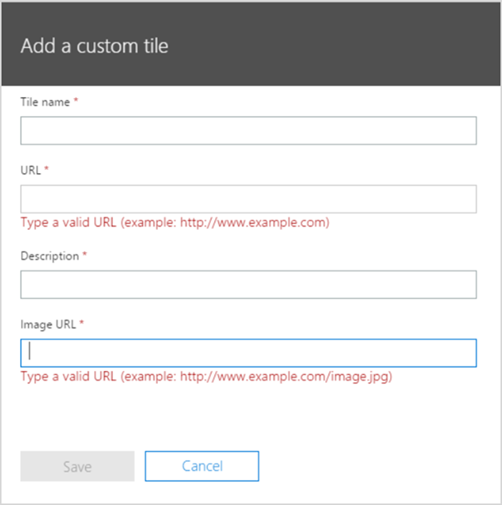 Add a custom tile
Tile name *
URL *
Type a valid URL (example: http://www.example.com)
Description *
Image URL *
Type a valid URL (example: http://www.example.com/image.jpg)
Save Cancel